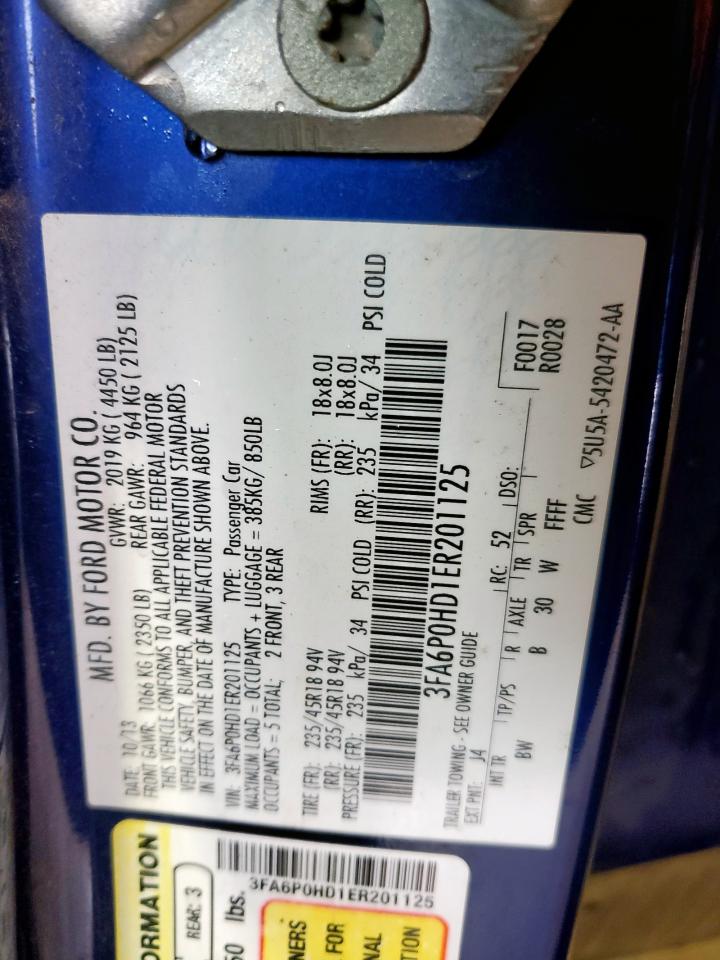 MFD. BY FORD MOTOR CO.
DATE: 10/13 GVWR: 2019 KG ( 4450 LB)
FRONT GAWR: 1066 KG ( 2350 LB) REAR GAWR: 964 KG ( 2125 LB)
THIS VEHICLE CONFORMS TO ALL APPLICABLE FEDERAL MOTOR
VEHICLE SAFETY, BUMPER, AND THEFT PREVENTION STANDARDS
IN EFFECT ON THE DATE OF MANUFACTURE SHOWN ABOVE.
VIN: 3FA6P0HD1ER201125 TYPE: Passenger Car
MAXIMUM LOAD = OCCUPANTS + LUGGAGE = 385KG/ 850LB
OCCUPANTS = 5 TOTAL; 2 FRONT, 3 REAR
TIRE (FR): 235/45R18 94V RIMS (FR): 18x8.0J
(RR): 235/45R18 94V (RR): 18x8.0J
PRESSURE (FR): 235 kPa/ 34 PSI COLD (RR): 235 kPa/ 34 PSI COLD
3FA6P0HD1ER201125
TRAILER TOWING - SEE OWNER GUIDE
EXT PNT: J4 RC: 52 DSO: F0017
INT TR TP/PS R AXLE TR SPR R0028
BW B 30 W FFFF
CMC ▽5U5A-5420472-AA
ORMATION
REAR: 3
lbs.
3FA6P0HD1ER201125
NERS
FOR
NAL
TION